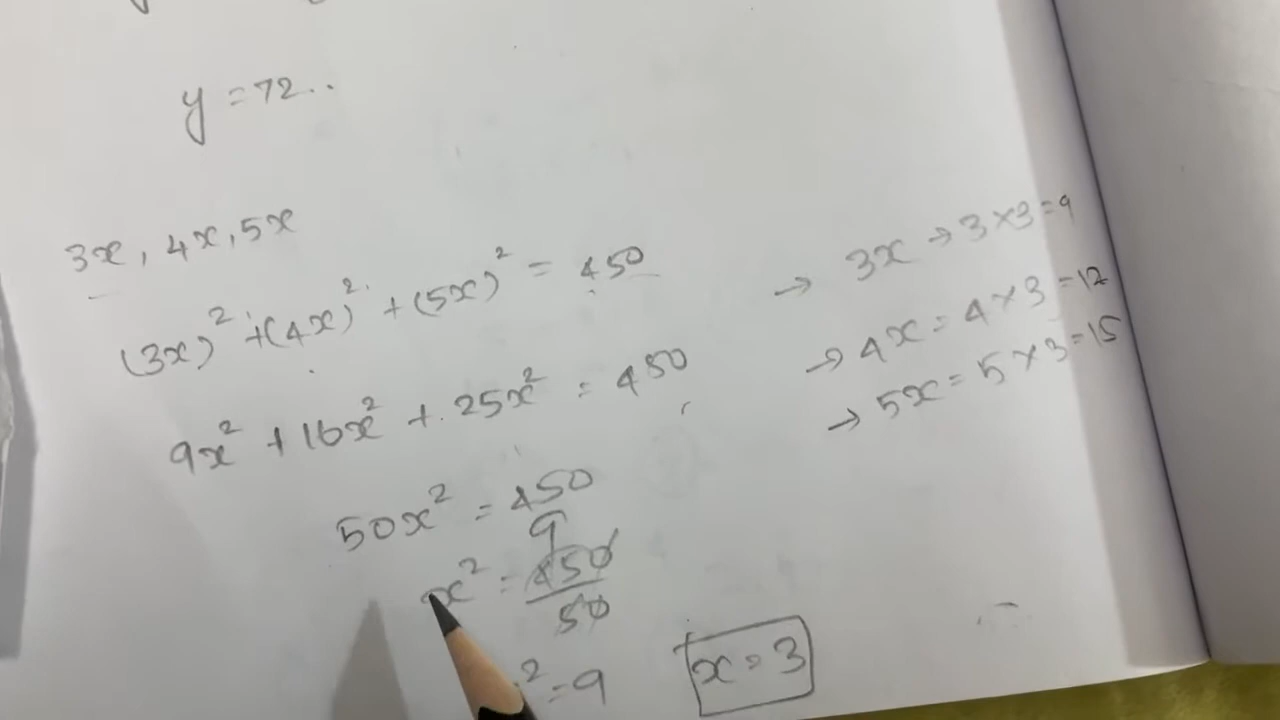 y = 72..
3x, 4x, 5x
(3x)² + (4x)² + (5x)² = 450
9x² + 16x² + 25x² = 450
50x² = 450
9
x² = 450/50
² = 9
x = 3
→ 3x → 3×3 = 9
→ 4x = 4×3 = 12
→ 5x = 5×3 = 15